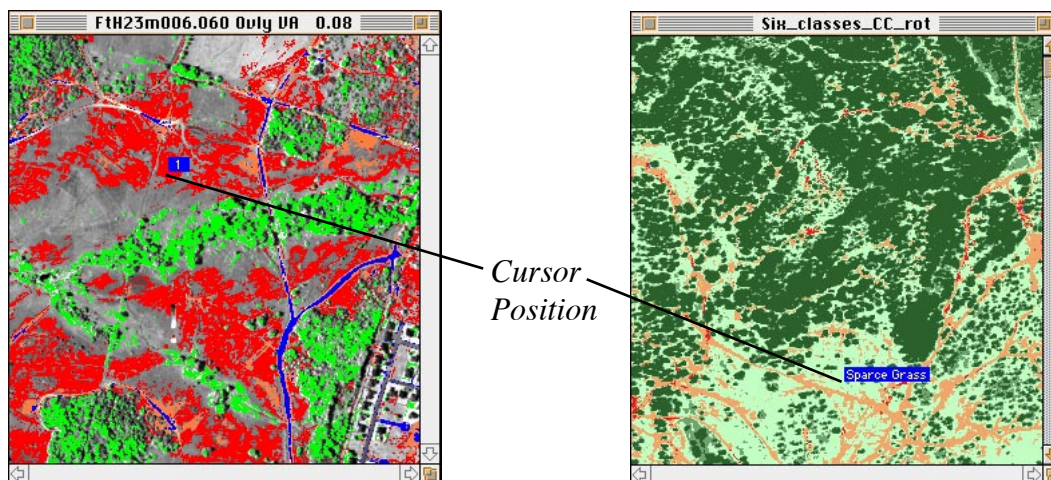 FtH23m006.060 Ovly VA 0.08
Six_classes_CC_rot
1
Cursor
Position
Sparce Grass